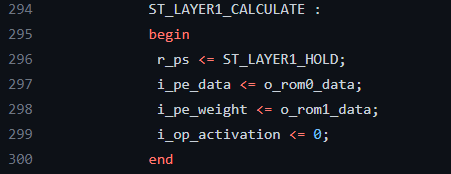 294 ST_LAYER1_CALCULATE :
295 begin
296 r_ps <= ST_LAYER1_HOLD;
297 i_pe_data <= o_rom0_data;
298 i_pe_weight <= o_rom1_data;
299 i_op_activation <= 0;
300 end